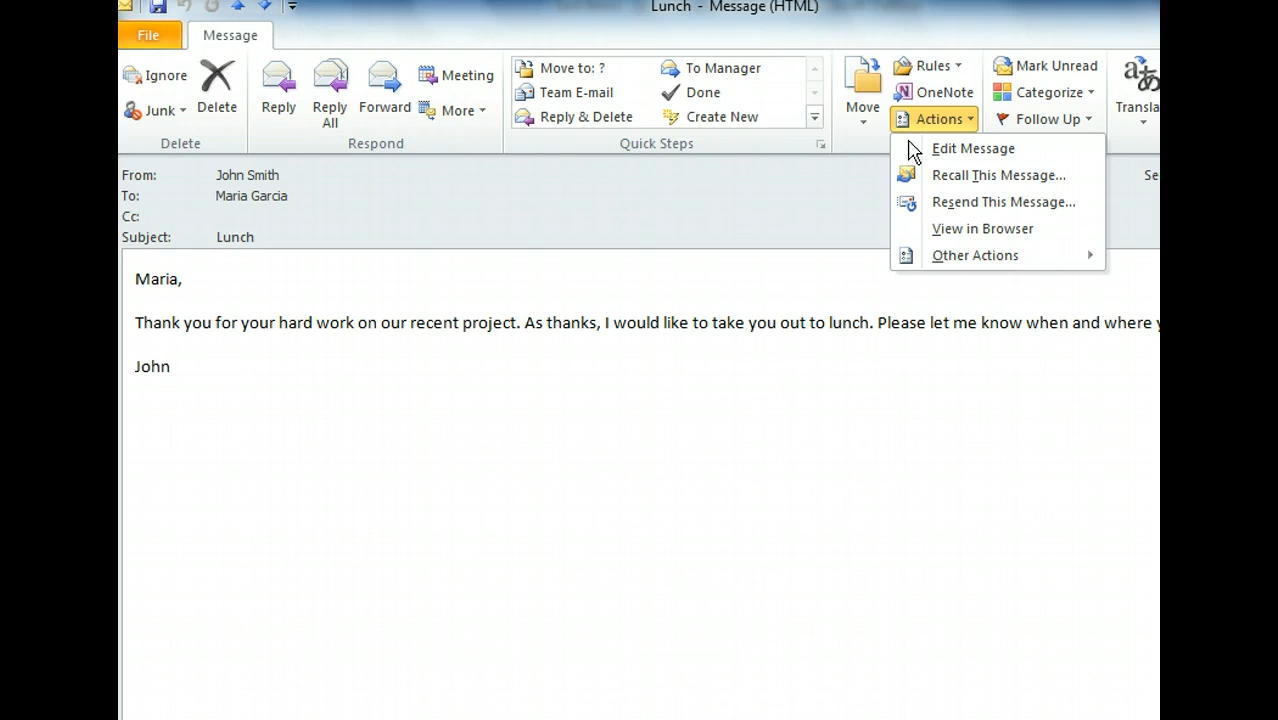 Lunch - Message (HTML)
File Message
Ignore
Junk
Delete
Delete
Reply
Reply All
Forward
Meeting
More
Respond
Move to: ?
Team E-mail
Reply & Delete
To Manager
Done
Create New
Quick Steps
Move
Rules
OneNote
Actions
Mark Unread
Categorize
Follow Up
Edit Message
Recall This Message...
Resend This Message...
View in Browser
Other Actions
From: John Smith
To: Maria Garcia
Cc:
Subject: Lunch
Maria,
Thank you for your hard work on our recent project. As thanks, I would like to take you out to lunch. Please let me know when and where
John